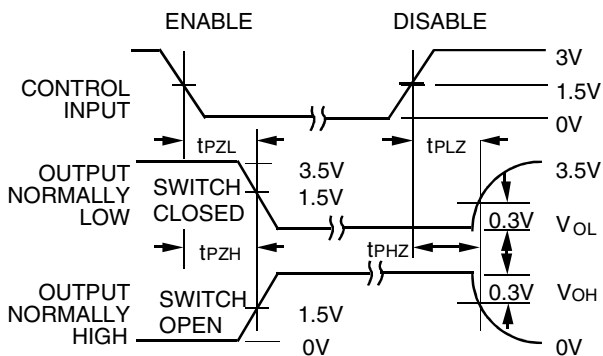 ENABLE DISABLE
CONTROL INPUT
3V
1.5V
0V
tPZL
tPLZ
OUTPUT NORMALLY LOW
SWITCH CLOSED
3.5V
1.5V
3.5V
0.3V
VOL
tPZH
tPHZ
OUTPUT NORMALLY HIGH
SWITCH OPEN
1.5V
0V
0.3V
VOH
0V